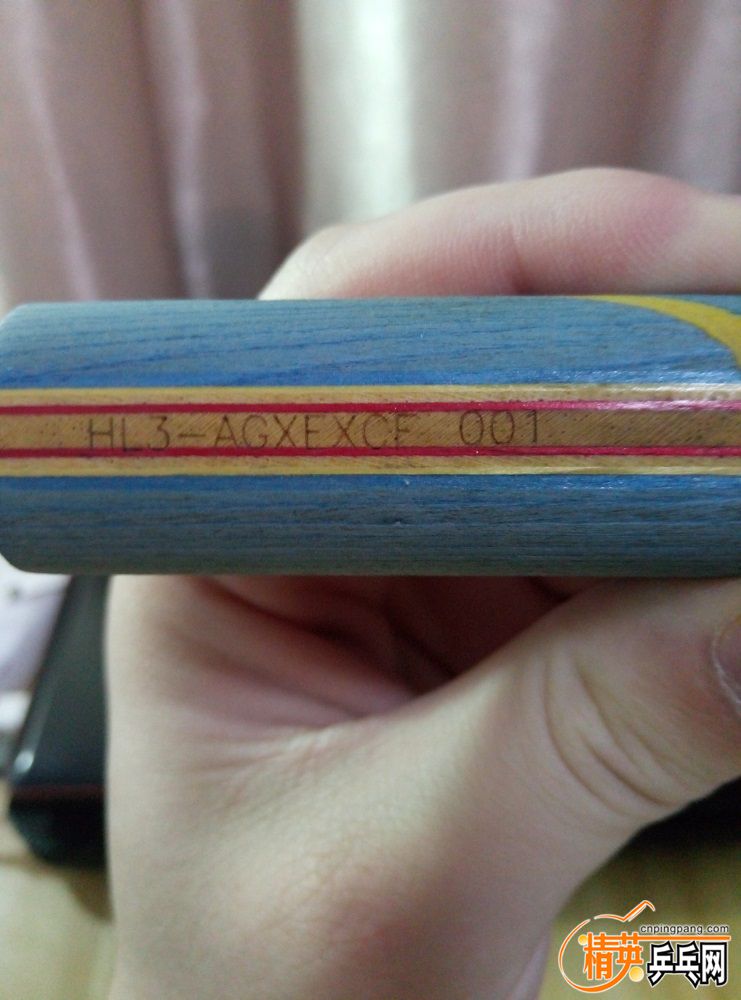 HL3-AGXEXCF 001
cnpingpang.com
精英乒乓网